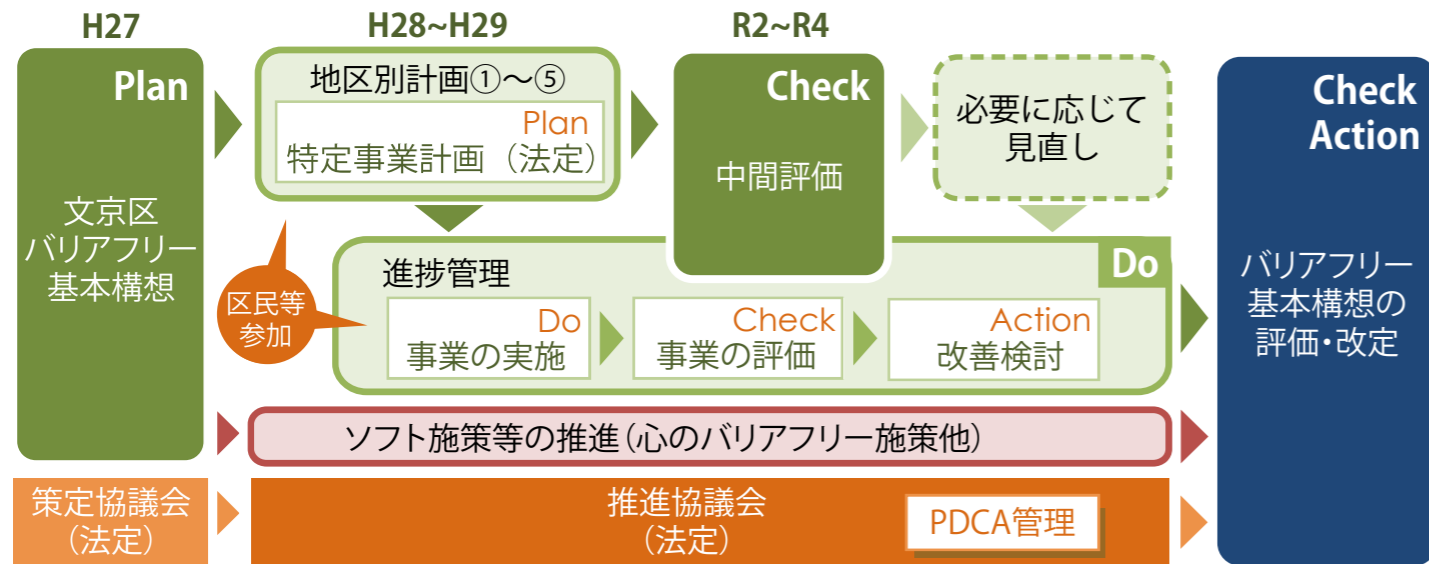 H27
H28~H29
R2~R4
Plan
文京区
バリアフリー
基本構想
地区別計画①～⑤
Plan
特定事業計画（法定）
Check
中間評価
必要に応じて
見直し
Check
Action
バリアフリー
基本構想の
評価・改定
区民等
参加
進捗管理
Do
Do
事業の実施
Check
事業の評価
Action
改善検討
ソフト施策等の推進（心のバリアフリー施策他）
策定協議会
（法定）
推進協議会
（法定）
PDCA管理